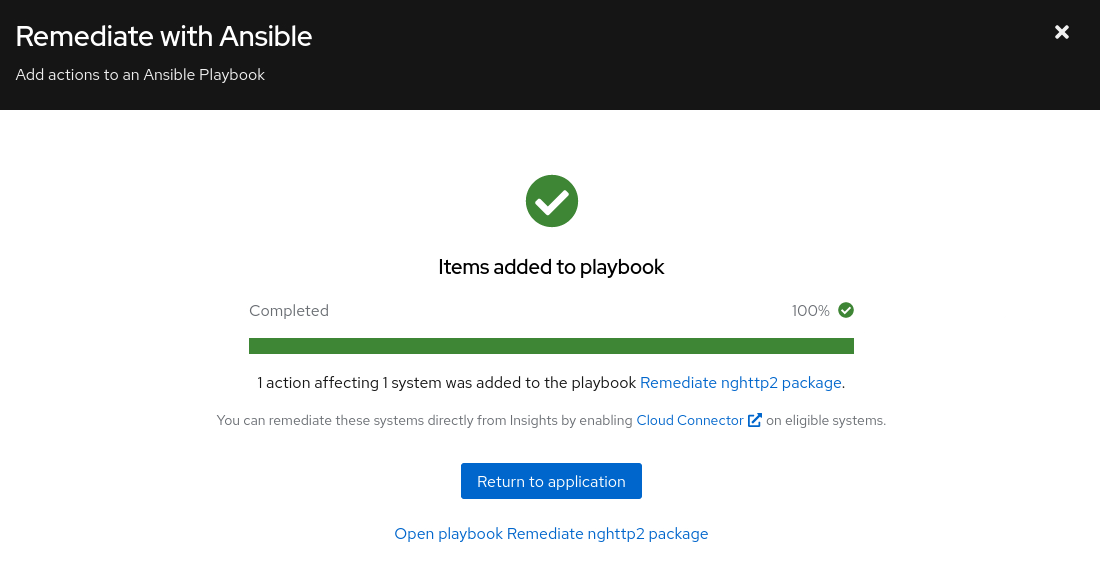 Remediate with Ansible
Add actions to an Ansible Playbook
Items added to playbook
Completed 100%
1 action affecting 1 system was added to the playbook Remediate nghttp2 package.
You can remediate these systems directly from Insights by enabling Cloud Connector on eligible systems.
Return to application
Open playbook Remediate nghttp2 package